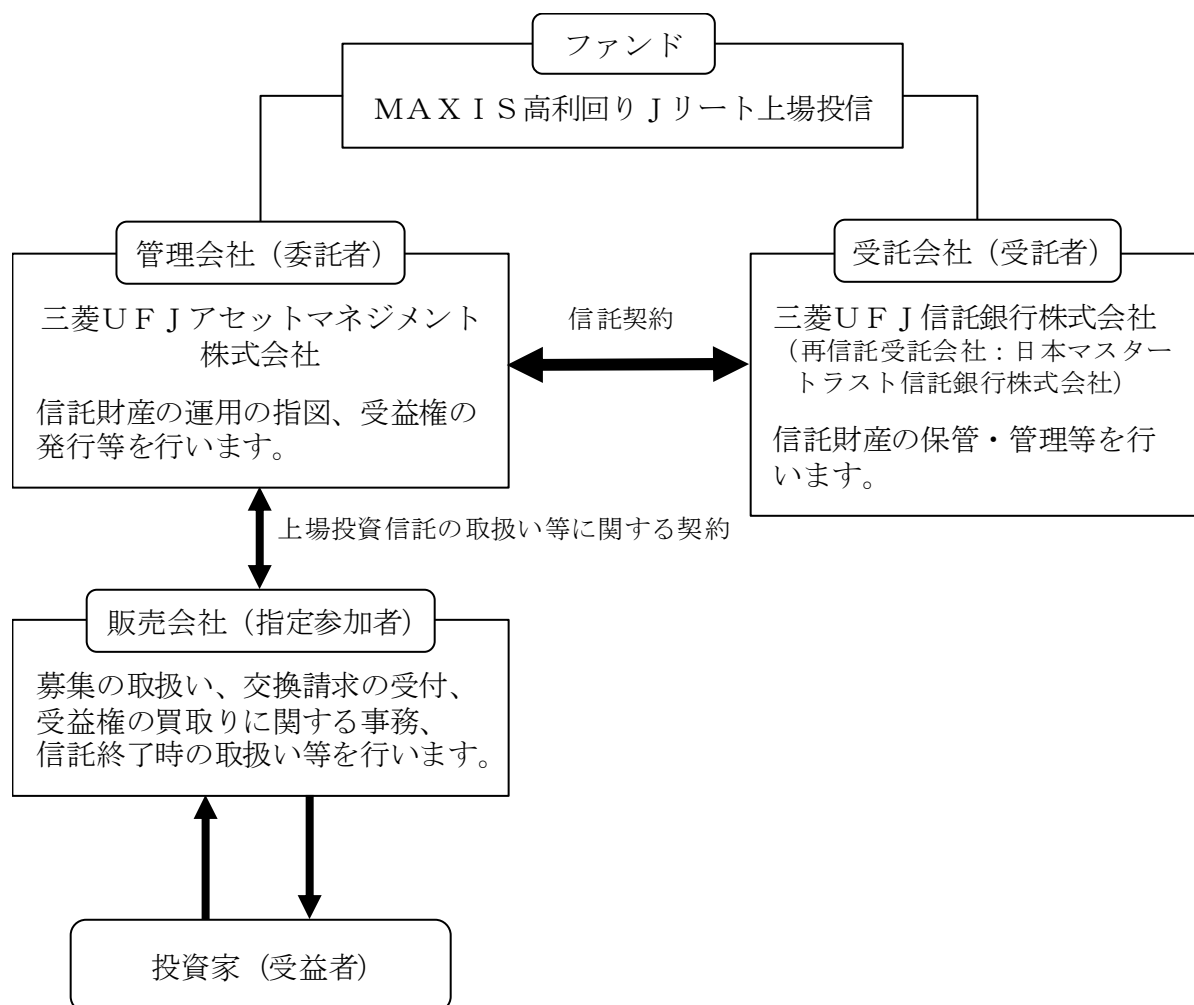 ファンド
MAXIS高利回りJリート上場投信
管理会社(委託者)
三菱UFJアセットマネジメント
株式会社
信託財産の運用の指図、受益権の
発行等を行います。
信託契約
受託会社(受託者)
三菱UFJ信託銀行株式会社
(再信託受託会社:日本マスター
トラスト信託銀行株式会社)
信託財産の保管・管理等を行
います。
上場投資信託の取扱い等に関する契約
販売会社(指定参加者)
募集の取扱い、交換請求の受付、
受益権の買取りに関する事務、
信託終了時の取扱い等を行います。
投資家(受益者)